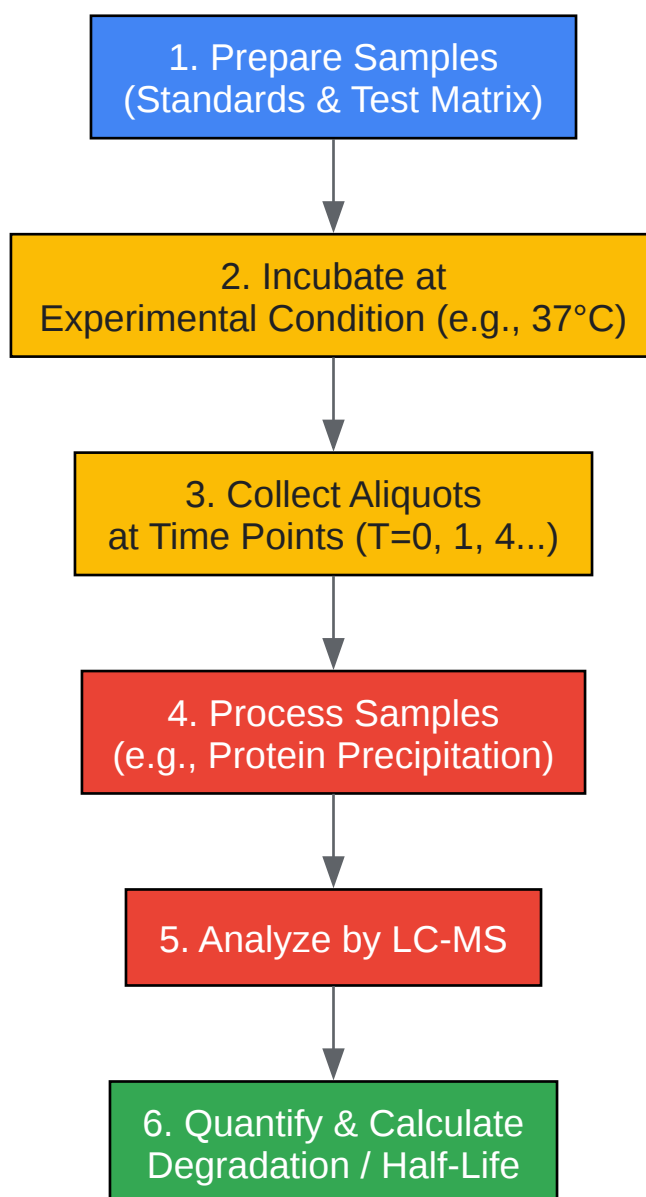 1. Prepare Samples
(Standards & Test Matrix)
2. Incubate at
Experimental Condition (e.g., 37°C)
3. Collect Aliquots
at Time Points (T=0, 1, 4...)
4. Process Samples
(e.g., Protein Precipitation)
5. Analyze by LC-MS
6. Quantify & Calculate
Degradation / Half-Life